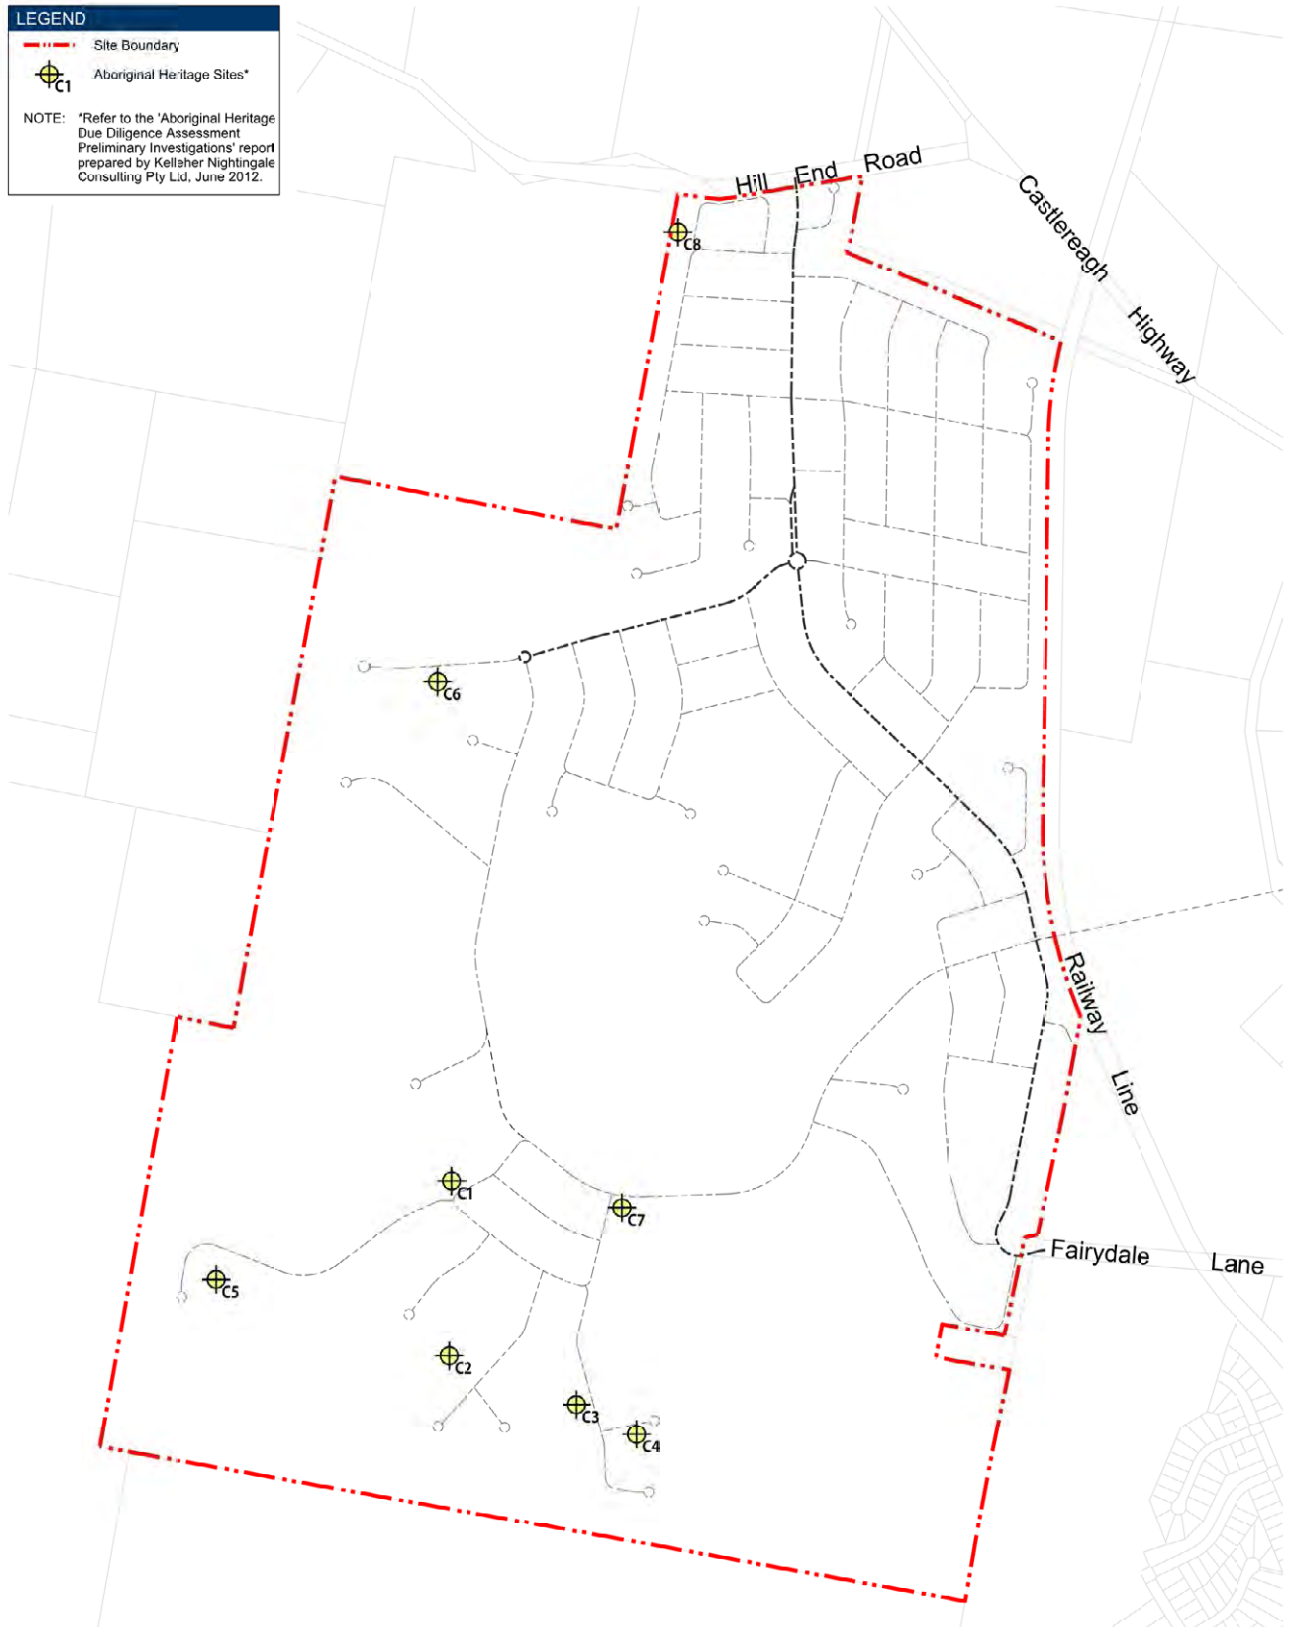 LEGEND
Site Boundary
C1
Aboriginal Heritage Sites*
NOTE: *Refer to the 'Aboriginal Heritage
Due Diligence Assessment
Preliminary Investigations' report
prepared by Kelleher Nightingale
Consulting Pty Ltd, June 2012.
Hill End Road
Castlereagh
Highway
C8
C6
Railway
Line
C1
C7
Fairydale Lane
C5
C2
C3
C4